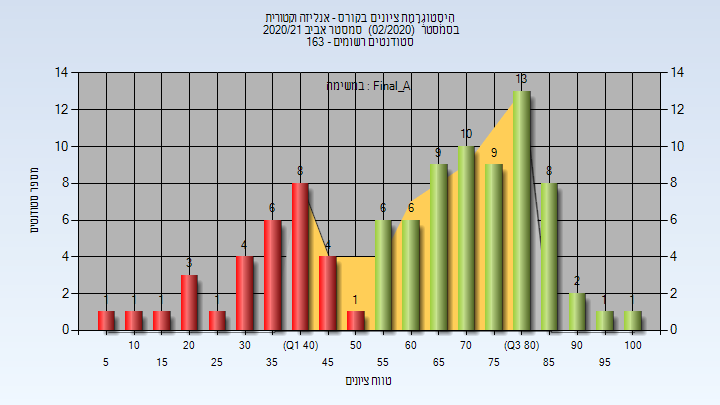 היסטוגרמת ציונים בקורס - אנליזה וקטורית
בסמסטר (02/2020) סמסטר אביב 2020/21
סטודנטים רשומים - 163
במשימה : Final_A
מספר סטודנטים
14 14
12 12
10 10
8 8
6 6
4 4
2 2
0 0
1 1 1 3 1 4 6 8 4 1 6 6 9 10 9 13 8 2 1 1
10 20 30 (Q1 40) 50 60 70 (Q3 80) 90 100
5 15 25 35 45 55 65 75 85 95
טווח ציונים